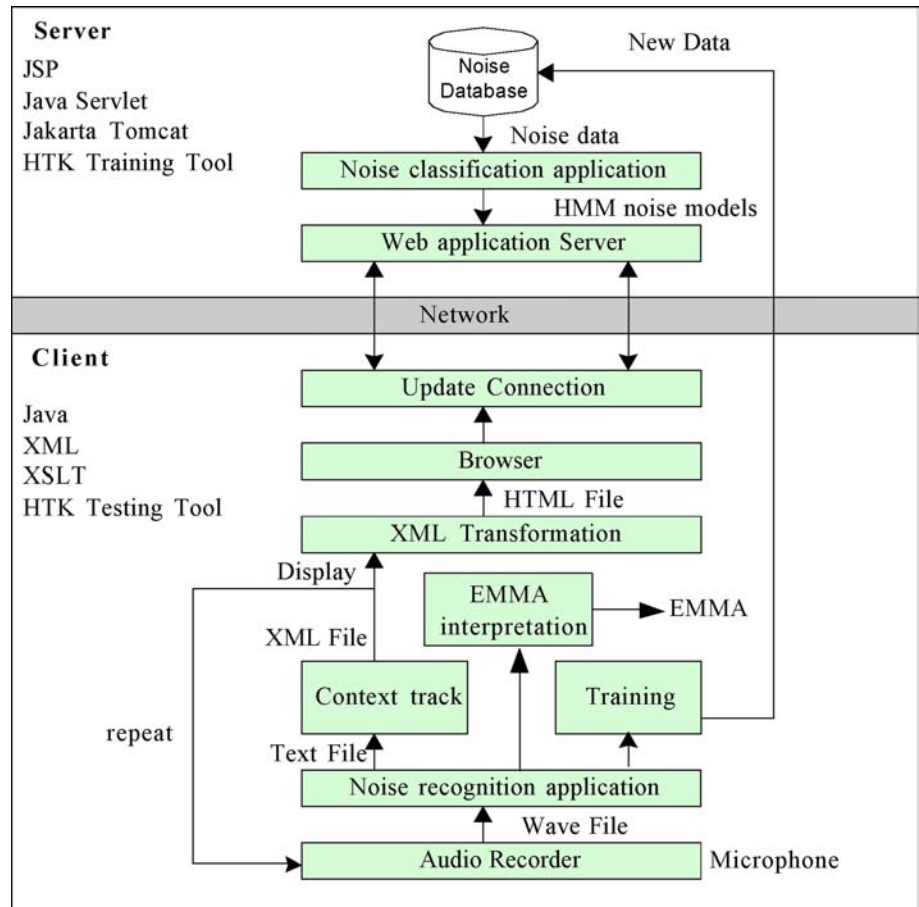 Server
JSP
Java Servlet
Jakarta Tomcat
HTK Training Tool
New Data
Noise
Database
Noise data
Noise classification application
HMM noise models
Web application Server
Network
Client
Java
XML
XSLT
HTK Testing Tool
Update Connection
Browser
HTML File
XML Transformation
Display
EMMA
interpretation
EMMA
XML File
Context track
Training
repeat
Text File
Noise recognition application
Wave File
Audio Recorder
Microphone